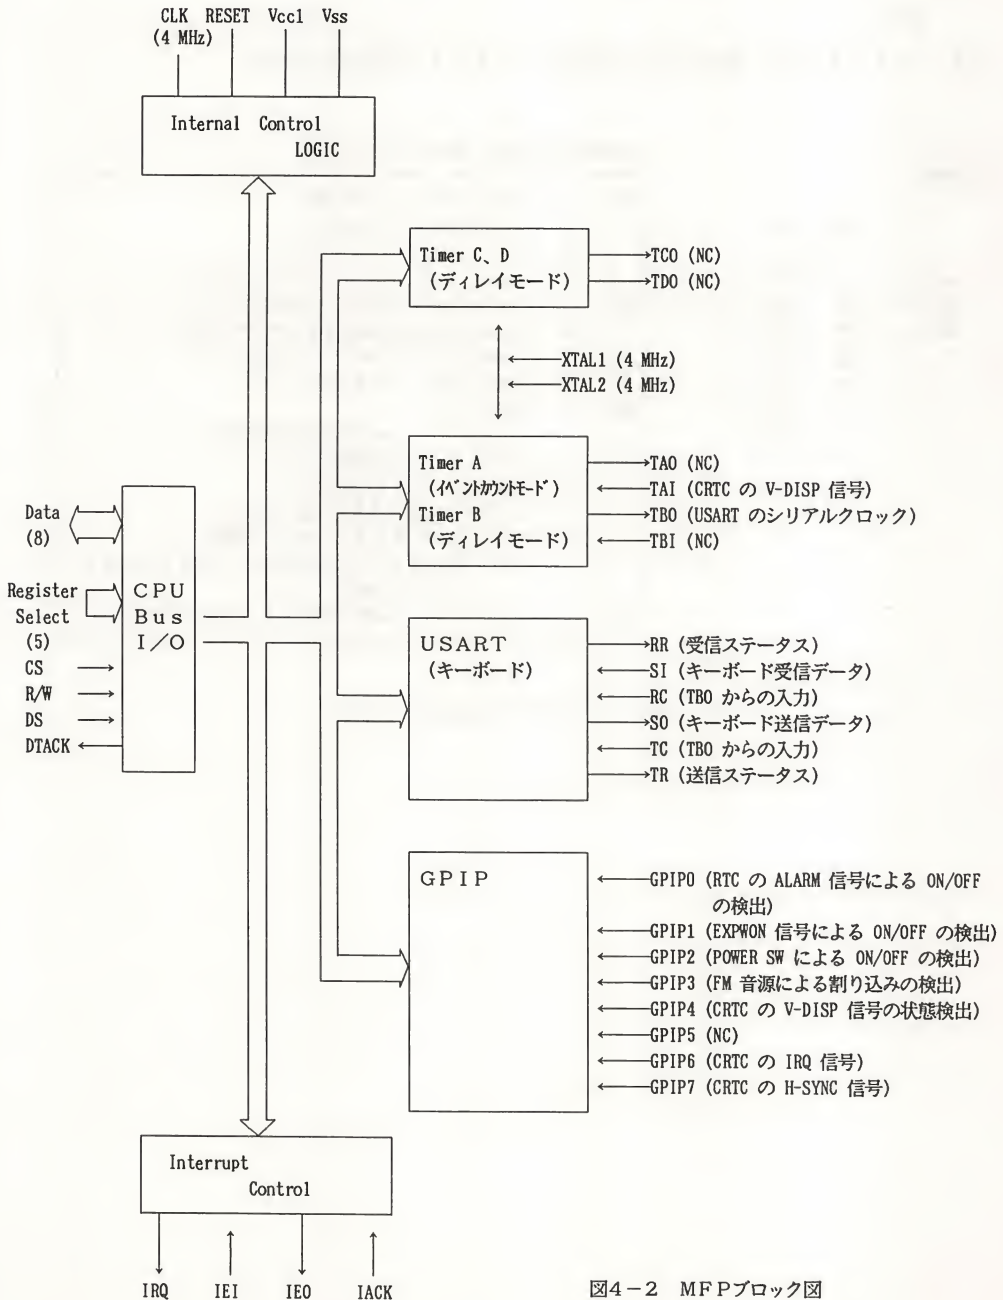 CLK RESET Vcc1 Vss
(4 MHz)
Internal Control
LOGIC
Timer C、D
(ディレイモード)
TCO (NC)
TDO (NC)
XTAL1 (4 MHz)
XTAL2 (4 MHz)
Timer A
(ｲﾍﾞﾝﾄｶｳﾝﾄﾓｰﾄﾞ)
Timer B
(ディレイモード)
TAO (NC)
TAI (CRTC の V-DISP 信号)
TBO (USART のシリアルクロック)
TBI (NC)
Data
(8)
Register
Select
(5)
CS
R/W
DS
DTACK
CPU
Bus
I/O
USART
(キーボード)
RR (受信ステータス)
SI (キーボード受信データ)
RC (TBO からの入力)
SO (キーボード送信データ)
TC (TBO からの入力)
TR (送信ステータス)
GPIP
GPIP0 (RTC の ALARM 信号による ON/OFF
の検出)
GPIP1 (EXPWON 信号による ON/OFF の検出)
GPIP2 (POWER SW による ON/OFF の検出)
GPIP3 (FM 音源による割り込みの検出)
GPIP4 (CRTC の V-DISP 信号の状態検出)
GPIP5 (NC)
GPIP6 (CRTC の IRQ 信号)
GPIP7 (CRTC の H-SYNC 信号)
Interrupt
Control
IRQ IEI IEO IACK
図4-2 MFPブロック図